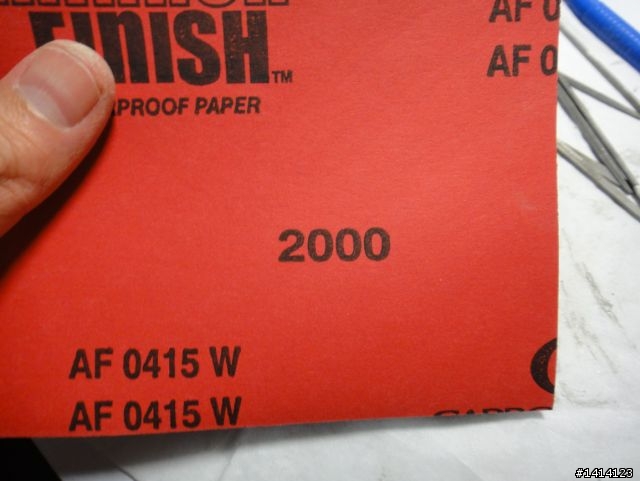 FINISH™
PROOF PAPER
AF 0
AF 0
2000
AF 0415 W
AF 0415 W
#1414123